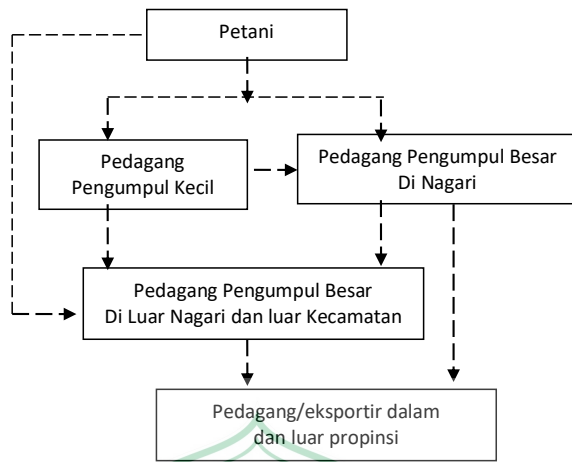 Petani
Pedagang
Pengumpul Kecil
Pedagang Pengumpul Besar
Di Nagari
Pedagang Pengumpul Besar
Di Luar Nagari dan luar Kecamatan
Pedagang/eksportir dalam
dan luar propinsi